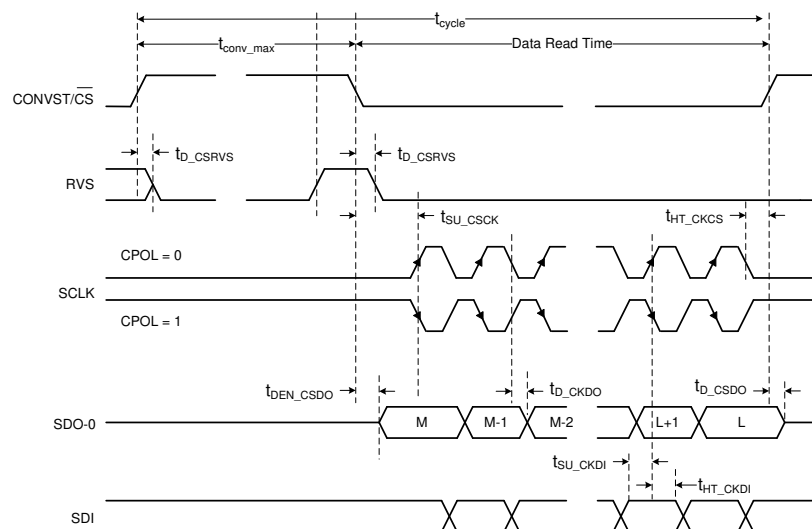 t_cycle
t_conv_max
Data Read Time
CONVST/C̅S̅
t_D_CSRVS
t_D_CSRVS
RVS
t_SU_CSCK
t_HT_CKCS
CPOL = 0
SCLK
CPOL = 1
t_DEN_CSDO
t_D_CKDO
t_D_CSDO
SDO-0
M
M-1
M-2
L+1
L
t_SU_CKDI
t_HT_CKDI
SDI